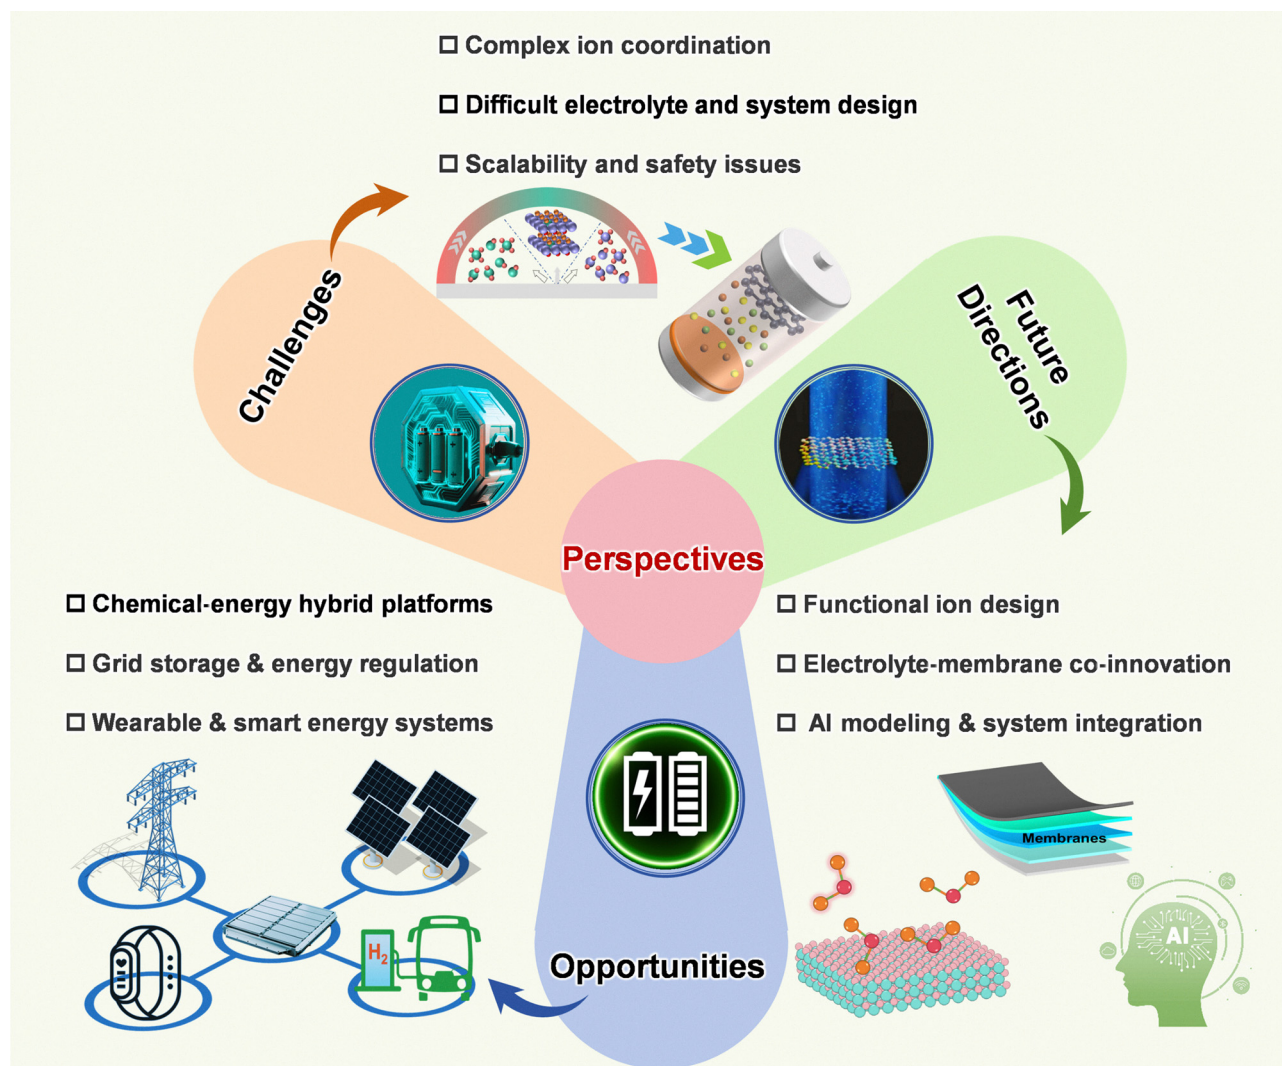 ☐ Complex ion coordination
☐ Difficult electrolyte and system design
☐ Scalability and safety issues
Challenges
Future
Directions
Perspectives
☐ Chemical-energy hybrid platforms
☐ Grid storage & energy regulation
☐ Wearable & smart energy systems
☐ Functional ion design
☐ Electrolyte-membrane co-innovation
☐ AI modeling & system integration
Membranes
AI
H₂
Opportunities